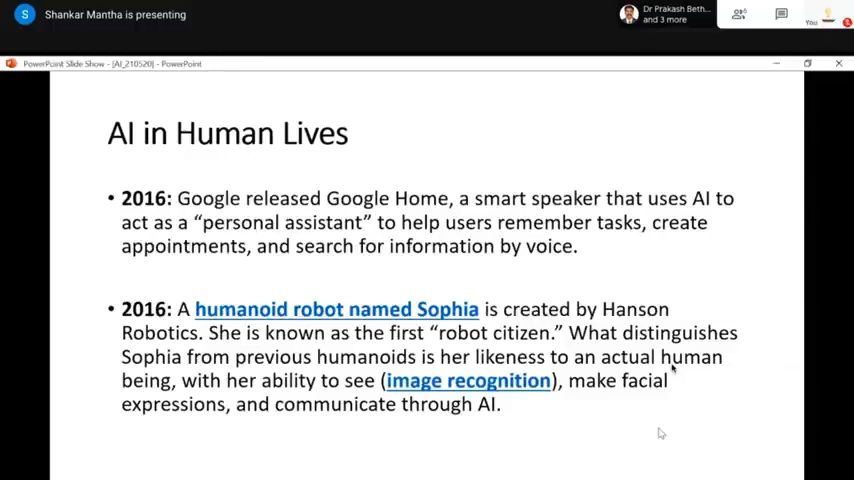 S Shankar Mantha is presenting
Dr Prakash Beth...
and 3 more
You
PowerPoint Slide Show - [AI_210520] - PowerPoint
AI in Human Lives
• 2016: Google released Google Home, a smart speaker that uses AI to
act as a “personal assistant” to help users remember tasks, create
appointments, and search for information by voice.
• 2016: A humanoid robot named Sophia is created by Hanson
Robotics. She is known as the first “robot citizen.” What distinguishes
Sophia from previous humanoids is her likeness to an actual human
being, with her ability to see (image recognition), make facial
expressions, and communicate through AI.